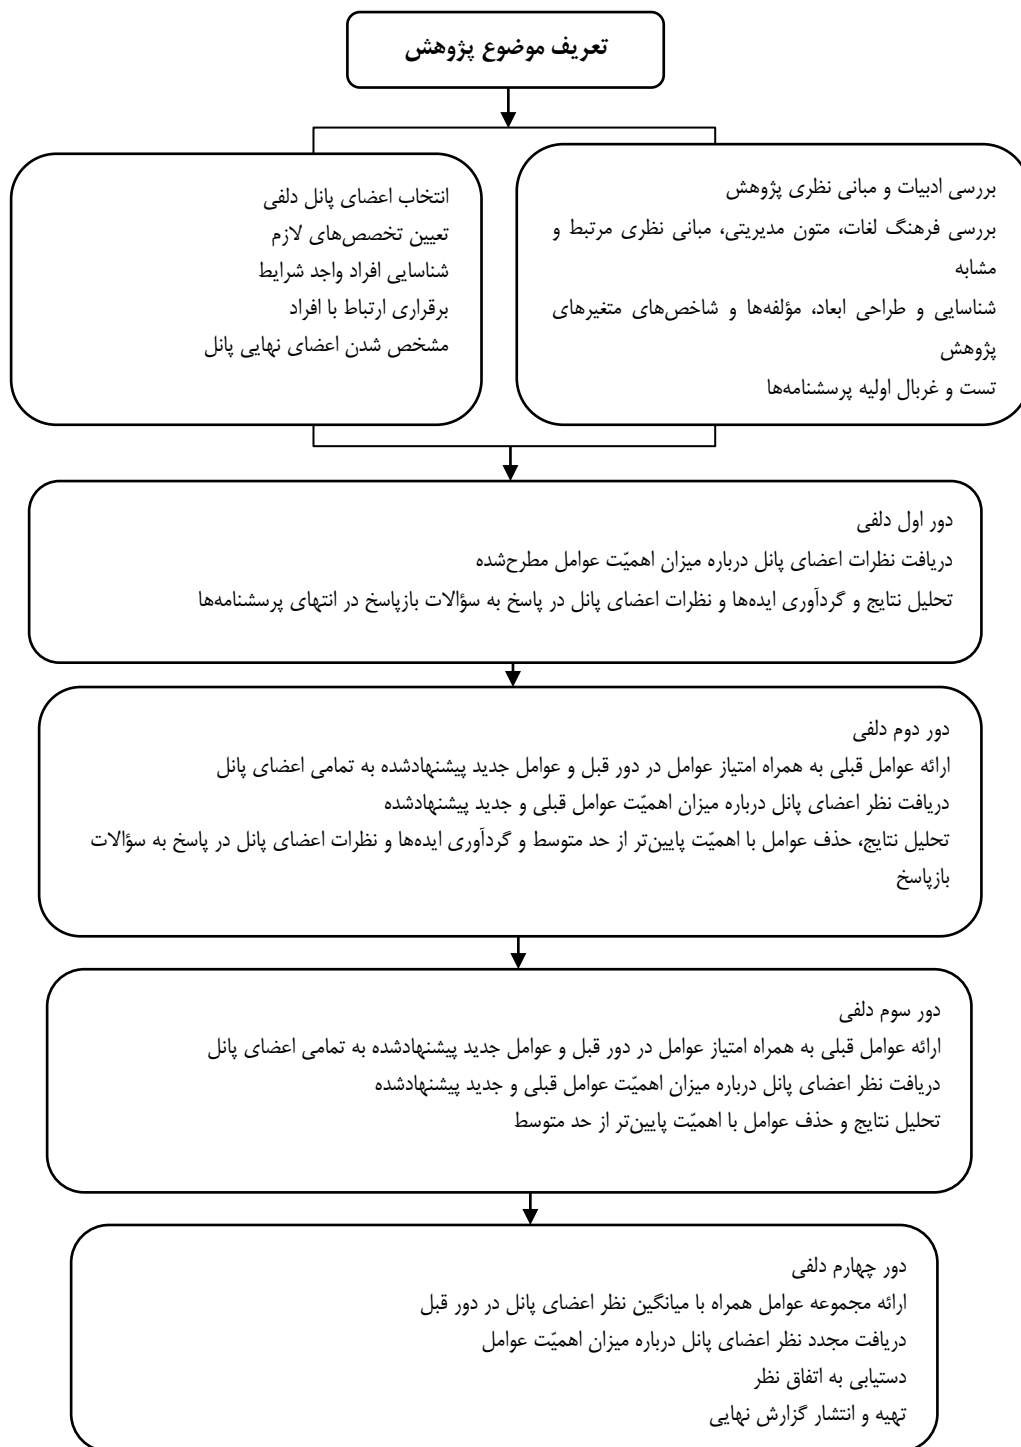 تعریف موضوع پژوهش
بررسی ادبیات و مبانی نظری پژوهش
بررسی فرهنگ لغات، متون مدیریتی، مبانی نظری مرتبط و
مشابه
شناسایی و طراحی ابعاد، مؤلفه‌ها و شاخص‌های متغیرهای
پژوهش
تست و غربال اولیه پرسشنامه‌ها
انتخاب اعضای پانل دلفی
تعیین تخصص‌های لازم
شناسایی افراد واجد شرایط
برقراری ارتباط با افراد
مشخص شدن اعضای نهایی پانل
دور اول دلفی
دریافت نظرات اعضای پانل درباره میزان اهمیّت عوامل مطرح‌شده
تحلیل نتایج و گردآوری ایده‌ها و نظرات اعضای پانل در پاسخ به سؤالات بازپاسخ در انتهای پرسشنامه‌ها
دور دوم دلفی
ارائه عوامل قبلی به همراه امتیاز عوامل در دور قبل و عوامل جدید پیشنهادشده به تمامی اعضای پانل
دریافت نظر اعضای پانل درباره میزان اهمیّت عوامل قبلی و جدید پیشنهادشده
تحلیل نتایج، حذف عوامل با اهمیّت پایین‌تر از حد متوسط و گردآوری ایده‌ها و نظرات اعضای پانل در پاسخ به سؤالات
بازپاسخ
دور سوم دلفی
ارائه عوامل قبلی به همراه امتیاز عوامل در دور قبل و عوامل جدید پیشنهادشده به تمامی اعضای پانل
دریافت نظر اعضای پانل درباره میزان اهمیّت عوامل قبلی و جدید پیشنهادشده
تحلیل نتایج و حذف عوامل با اهمیّت پایین‌تر از حد متوسط
دور چهارم دلفی
ارائه مجموعه عوامل همراه با میانگین نظر اعضای پانل در دور قبل
دریافت مجدد نظر اعضای پانل درباره میزان اهمیّت عوامل
دستیابی به اتفاق نظر
تهیه و انتشار گزارش نهایی